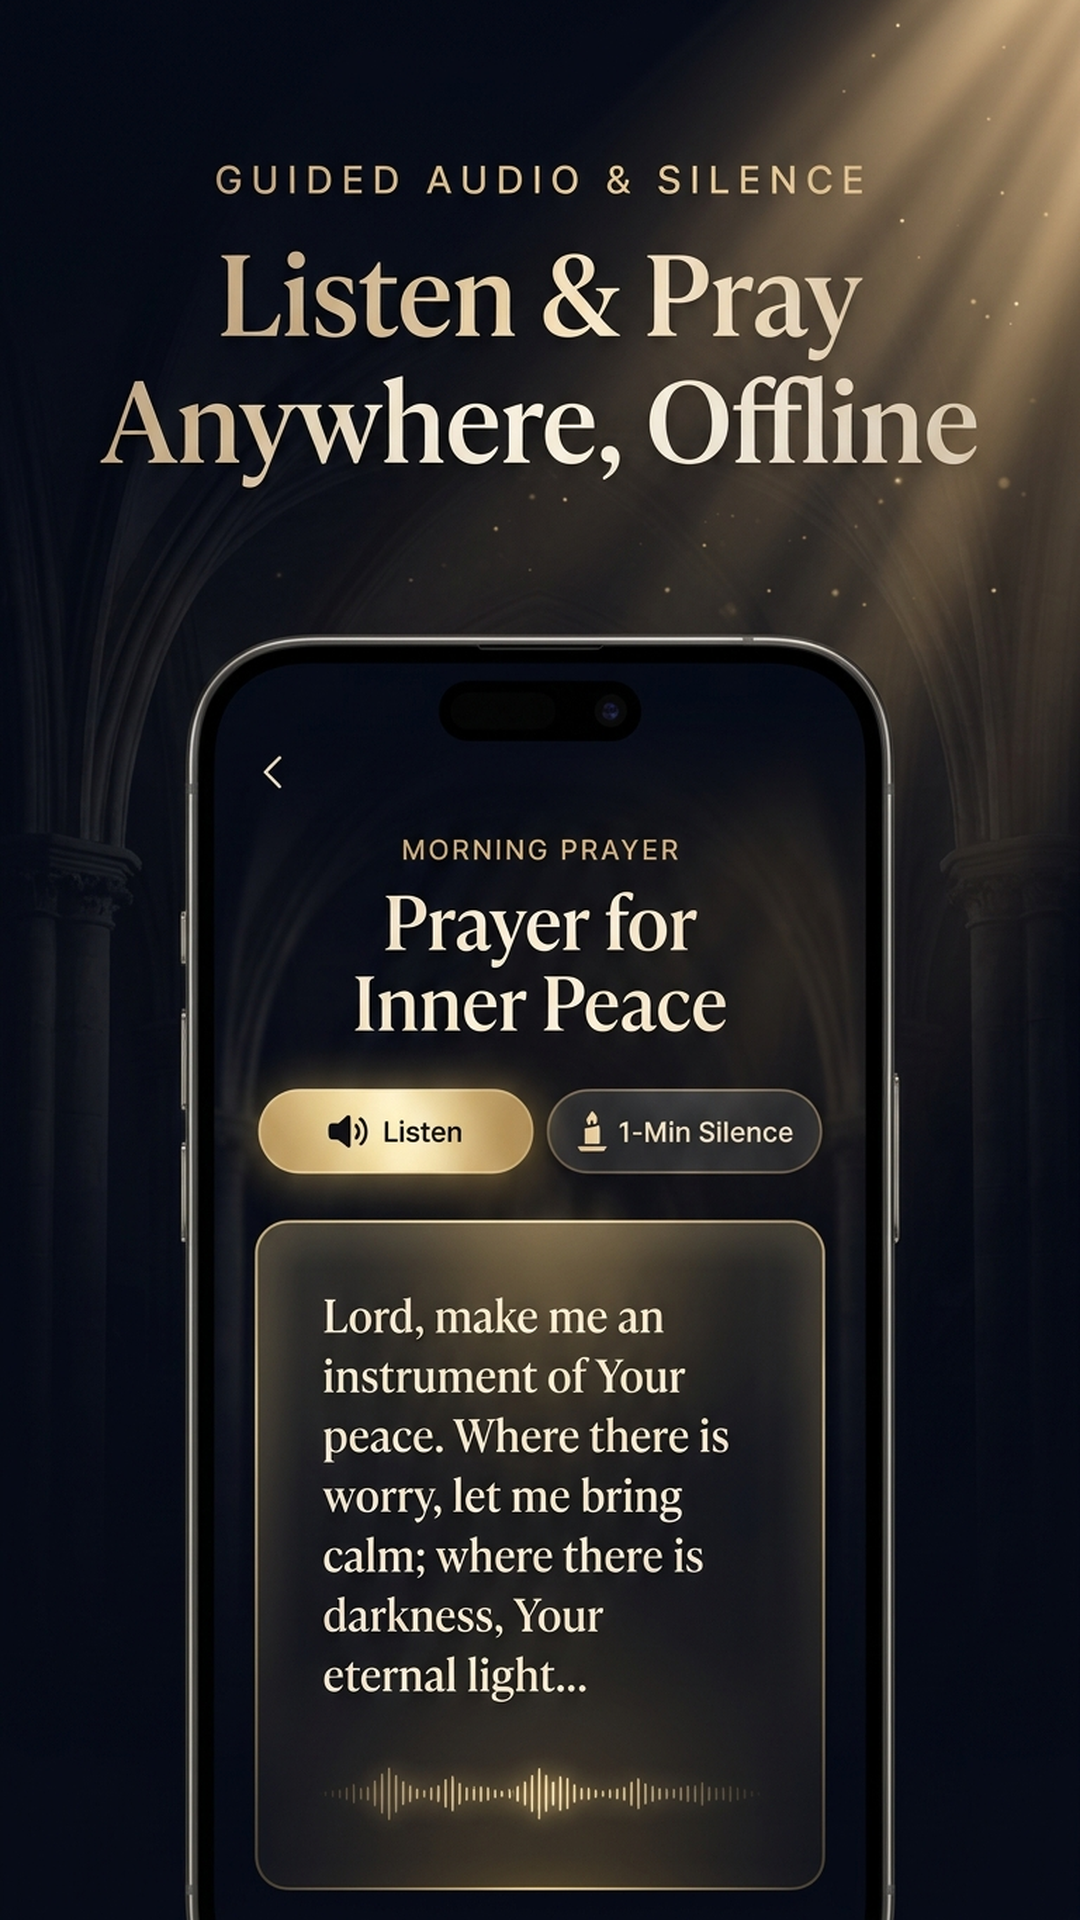 GUIDED AUDIO & SILENCE
Listen & Pray
Anywhere, Offline
MORNING PRAYER
Prayer for
Inner Peace
Listen
1-Min Silence
Lord, make me an
instrument of Your
peace. Where there is
worry, let me bring
calm; where there is
darkness, Your
eternal light...